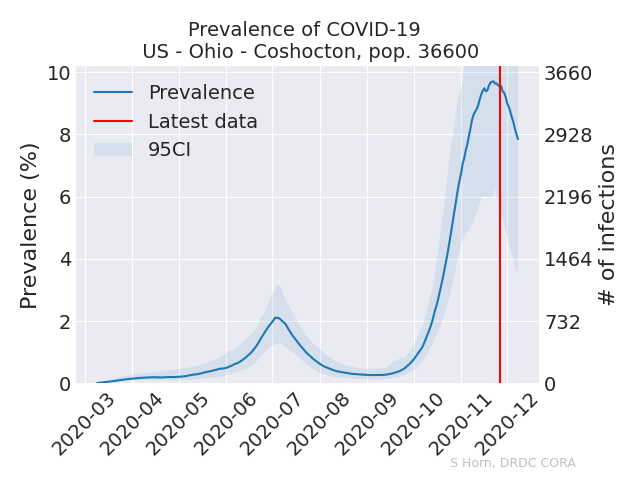 Prevalence of COVID-19
US - Ohio - Coshocton, pop. 36600
Prevalence
Latest data
95CI
Prevalence (%)
10
8
6
4
2
0
3660
2928
2196
1464
732
0
# of infections
2020-03
2020-04
2020-05
2020-06
2020-07
2020-08
2020-09
2020-10
2020-11
2020-12
S Horn, DRDC CORA